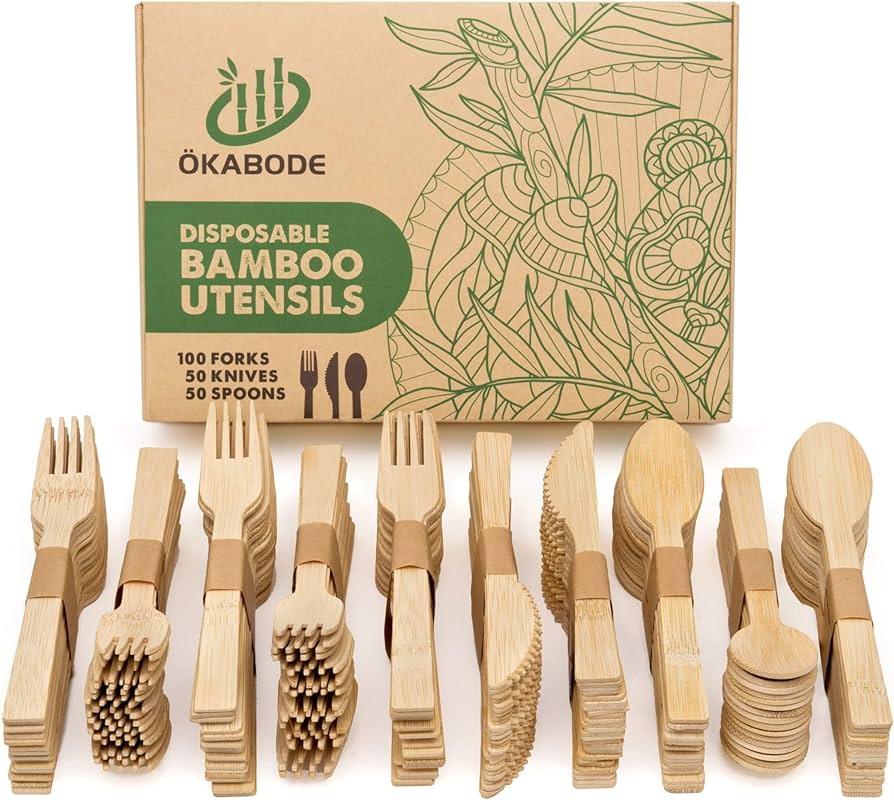 ÖKABODE
DISPOSABLE
BAMBOO
UTENSILS
100 FORKS
50 KNIVES
50 SPOONS